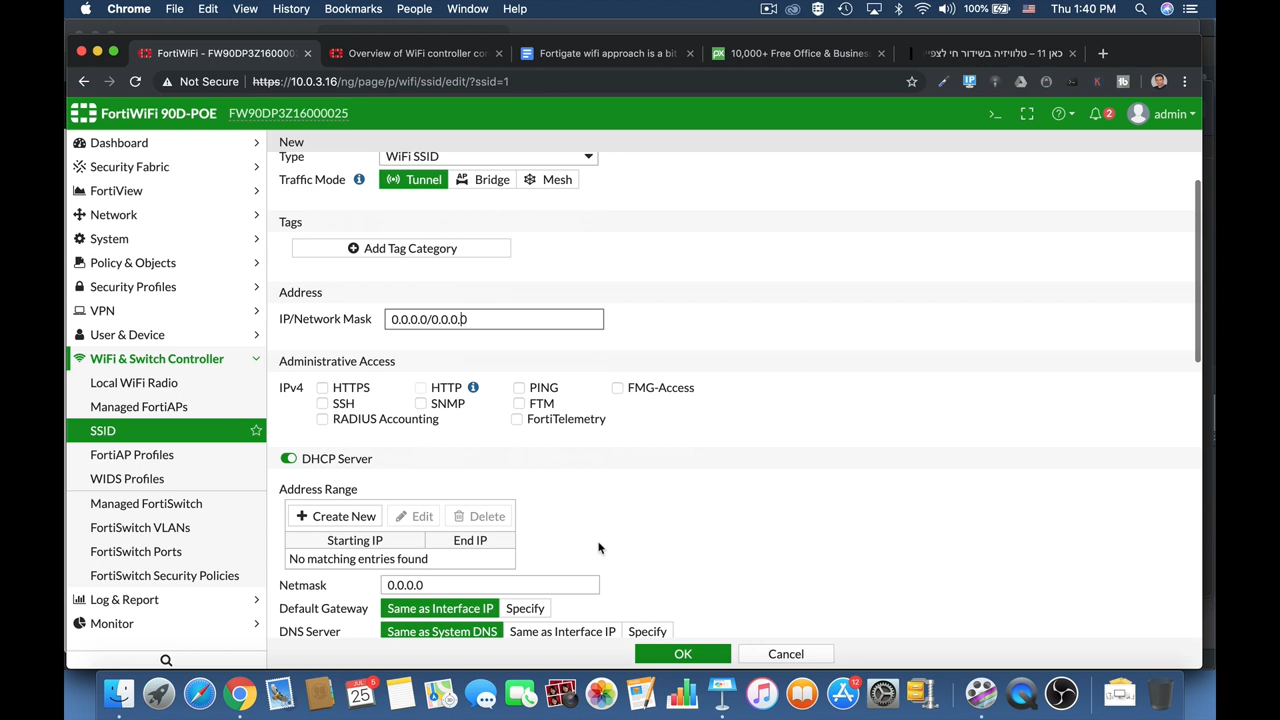 Chrome File Edit View History Bookmarks People Window Help 100% Thu 1:40 PM
FortiWiFi - FW90DP3Z16000025 Overview of WiFi controller con Fortigate wifi approach is a bit 10,000+ Free Office & Business כאן 11 – טלוויזיה בשידור חי לצפייה
Not Secure https://10.0.3.16/ng/page/p/wifi/ssid/edit/?ssid=1
FortiWiFi 90D-POE FW90DP3Z16000025 2 admin
Dashboard
Security Fabric
FortiView
Network
System
Policy & Objects
Security Profiles
VPN
User & Device
WiFi & Switch Controller
Local WiFi Radio
Managed FortiAPs
SSID
FortiAP Profiles
WIDS Profiles
Managed FortiSwitch
FortiSwitch VLANs
FortiSwitch Ports
FortiSwitch Security Policies
Log & Report
Monitor
New
Type WiFi SSID
Traffic Mode Tunnel Bridge Mesh
Tags
Add Tag Category
Address
IP/Network Mask 0.0.0.0/0.0.0.0
Administrative Access
IPv4 HTTPS HTTP PING FMG-Access
SSH SNMP FTM
RADIUS Accounting FortiTelemetry
DHCP Server
Address Range
Create New Edit Delete
Starting IP End IP
No matching entries found
Netmask 0.0.0.0
Default Gateway Same as Interface IP Specify
DNS Server Same as System DNS Same as Interface IP Specify
OK Cancel